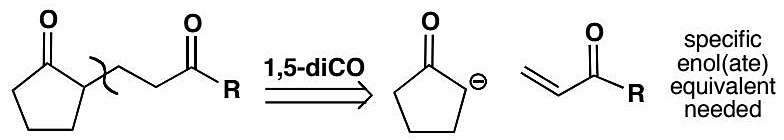 O
O
R
1,5-diCO
O
⊖
O
R
specific
enol(ate)
equivalent
needed